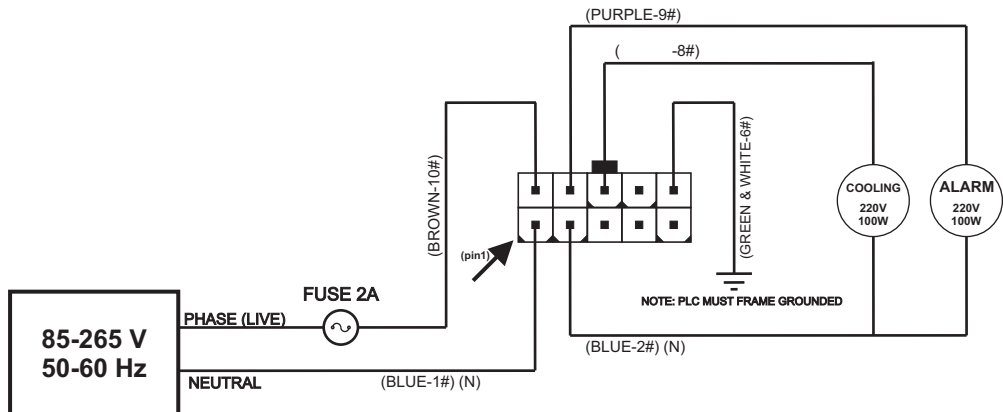 (PURPLE-9#)
( -8#)
(BROWN-10#)
(GREEN & WHITE-6#)
COOLING
220V
100W
ALARM
220V
100W
(pin1)
NOTE: PLC MUST FRAME GROUNDED
FUSE 2A
PHASE (LIVE)
85-265 V
50-60 Hz
NEUTRAL
(BLUE-1#) (N)
(BLUE-2#) (N)